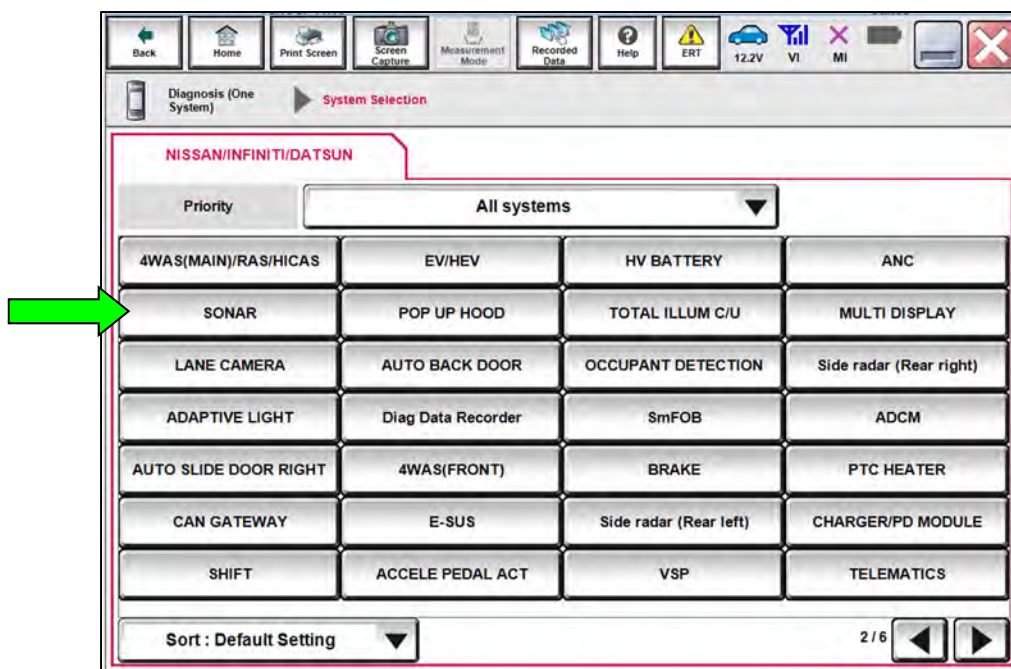 Back
Home
Print Screen
Screen
Capture
Measurement
Mode
Recorded
Data
Help
ERT
12.2V
VI
MI
Diagnosis (One
System)
System Selection
NISSAN/INFINITI/DATSUN
Priority
All systems
4WAS(MAIN)/RAS/HICAS
EV/HEV
HV BATTERY
ANC
SONAR
POP UP HOOD
TOTAL ILLUM C/U
MULTI DISPLAY
LANE CAMERA
AUTO BACK DOOR
OCCUPANT DETECTION
Side radar (Rear right)
ADAPTIVE LIGHT
Diag Data Recorder
SmFOB
ADCM
AUTO SLIDE DOOR RIGHT
4WAS(FRONT)
BRAKE
PTC HEATER
CAN GATEWAY
E-SUS
Side radar (Rear left)
CHARGER/PD MODULE
SHIFT
ACCELE PEDAL ACT
VSP
TELEMATICS
Sort : Default Setting
2/6